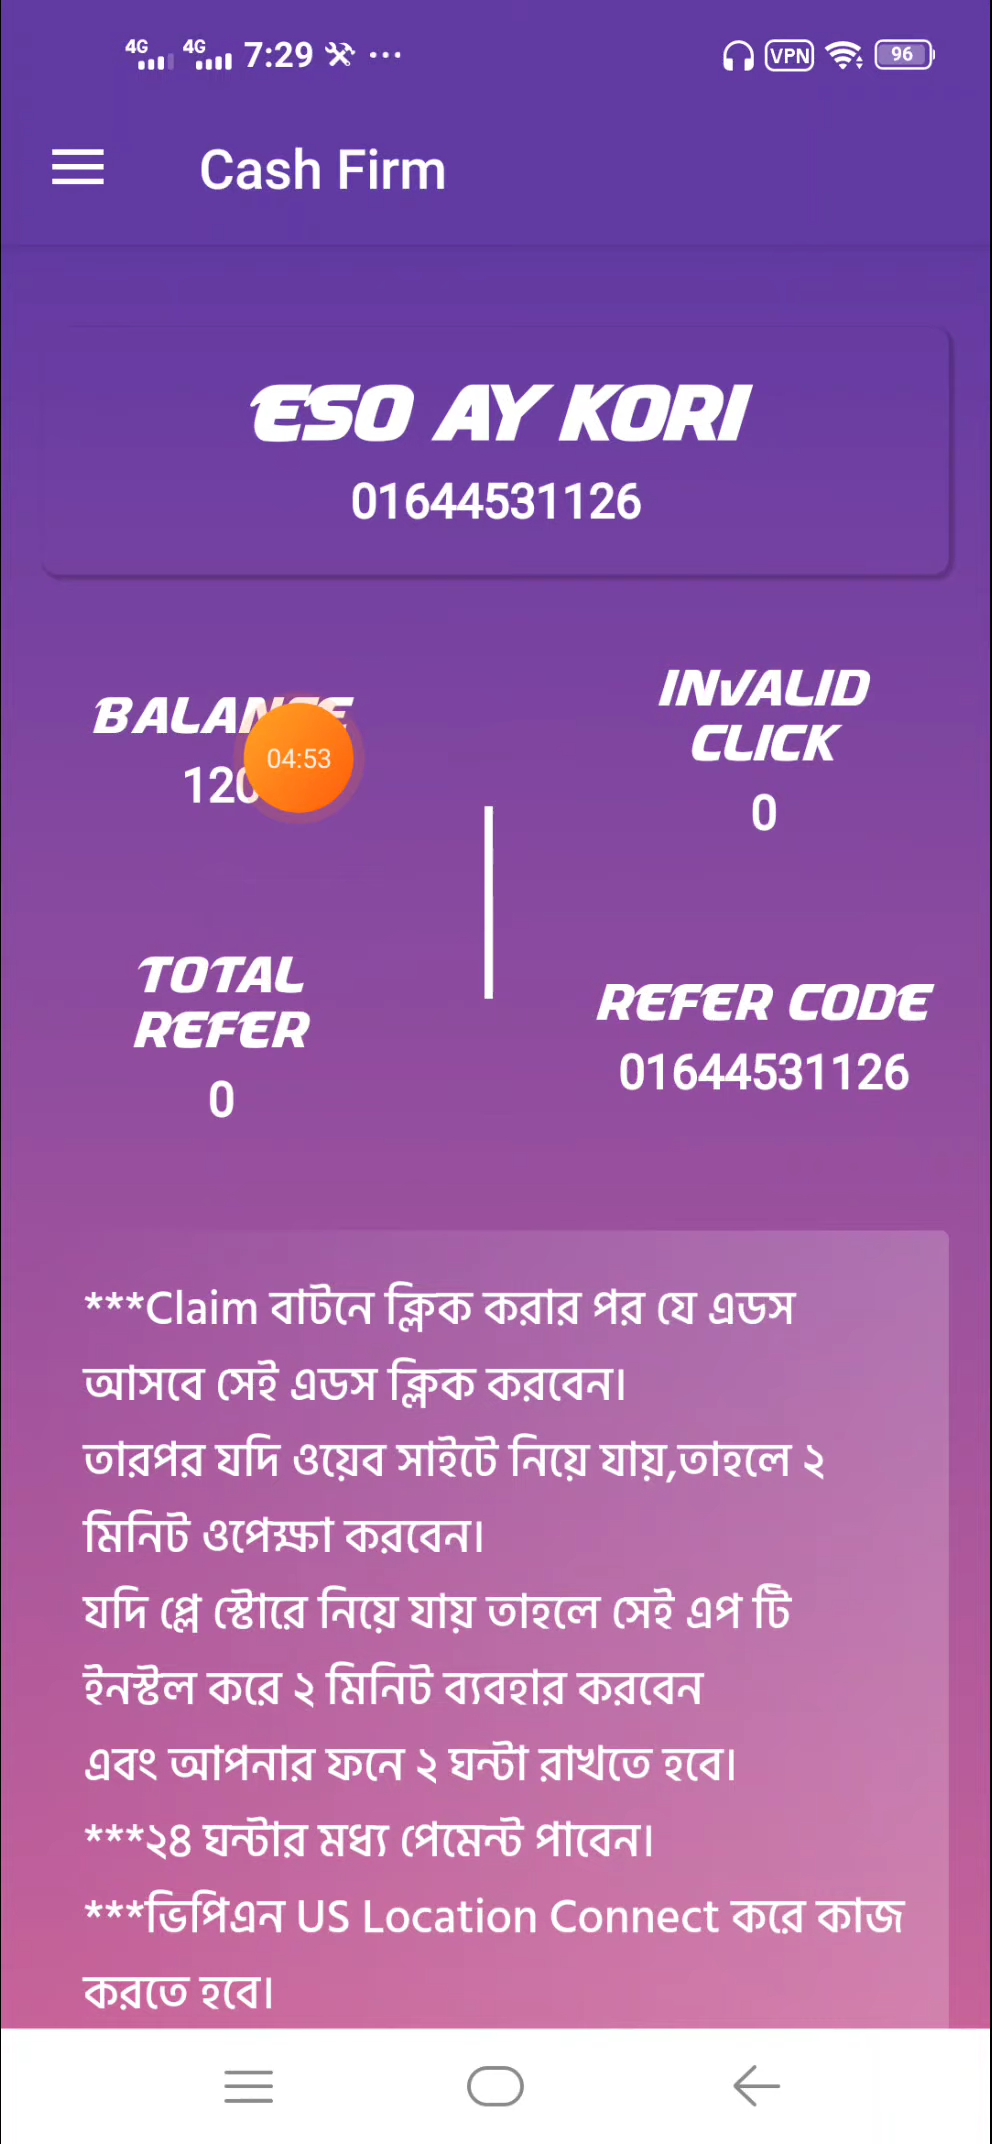 4G 4G 7:29 VPN 96
Cash Firm
ESO AY KORI
01644531126
INVALID
CLICK
0
04:53
TOTAL
REFER
0
REFER CODE
01644531126
***Claim বাটনে ক্লিক করার পর যে এডস
আসবে সেই এডস ক্লিক করবেন।
তারপর যদি ওয়েব সাইটে নিয়ে যায়,তাহলে ২
মিনিট ওপেক্ষা করবেন।
যদি প্লে স্টোরে নিয়ে যায় তাহলে সেই এপ টি
ইনস্টল করে ২ মিনিট ব্যবহার করবেন
এবং আপনার ফনে ২ ঘন্টা রাখতে হবে।
***২৪ ঘন্টার মধ্য পেমেন্ট পাবেন।
***ভিপিএন US Location Connect করে কাজ
করতে হবে।